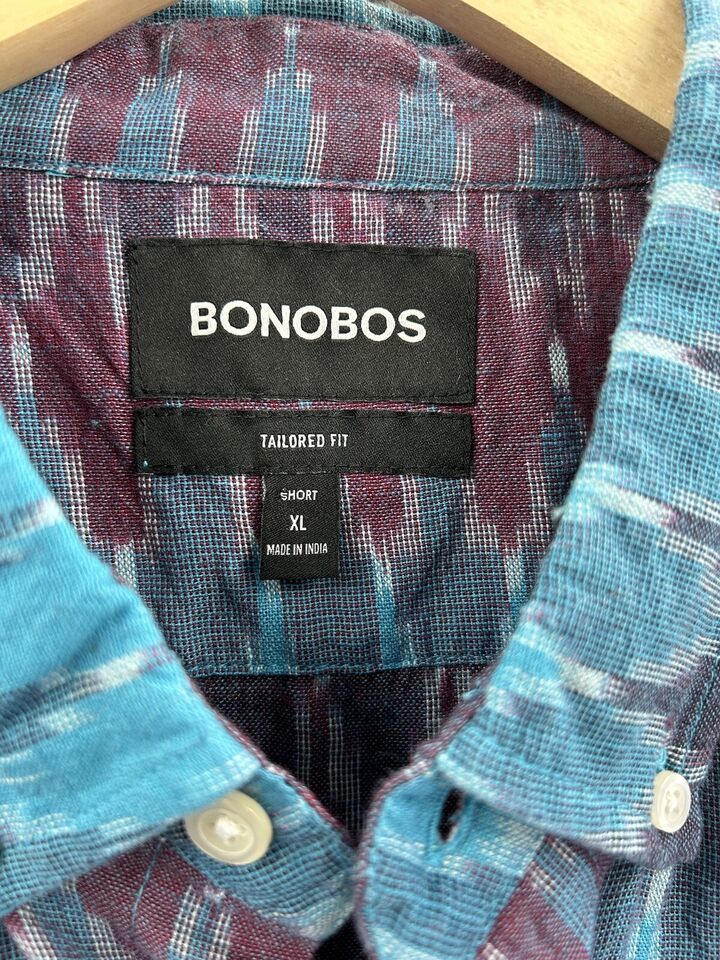 BONOBOS
TAILORED FIT
SHORT
XL
MADE IN INDIA